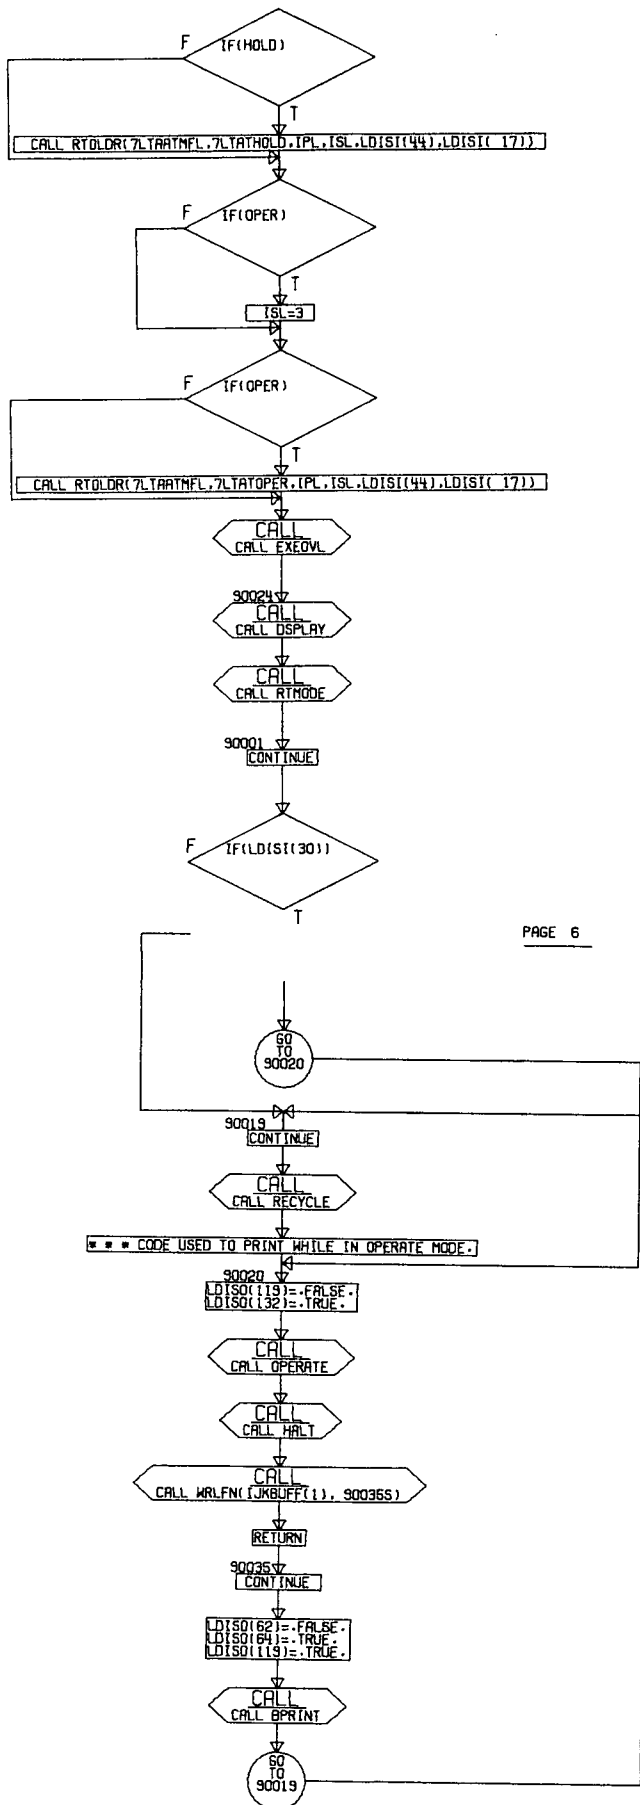 IF(HOLD)
F
T
CALL RTOLDR(7LTAATMFL,7LTATHOLD,IPL,ISL,LDISI(44),LDISI( 17))
F
IF(OPER)
T
ISL=3
F
IF(OPER)
T
CALL RTOLDR(7LTAATMFL,7LTATOPER,IPL,ISL,LDISI(44),LDISI( 17))
CALL
CALL EXEOVL
90024
CALL
CALL DSPLAY
CALL
CALL RTMODE
90001
CONTINUE
F
IF(LDISI(30))
T
PAGE 6
GO
TO
90020
90019
CONTINUE
CALL
CALL RECYCLE
* * * CODE USED TO PRINT WHILE IN OPERATE MODE.
90020
LDISO(119)=.FALSE.
LDISO(132)=.TRUE.
CALL
CALL OPERATE
CALL
CALL HALT
CALL
CALL WRLFN(IJKBUFF(1), 90035S)
RETURN
90035
CONTINUE
LDISO(62)=.FALSE.
LDISO(64)=.TRUE.
LDISO(119)=.TRUE.
CALL
CALL BPRINT
GO
TO
90019